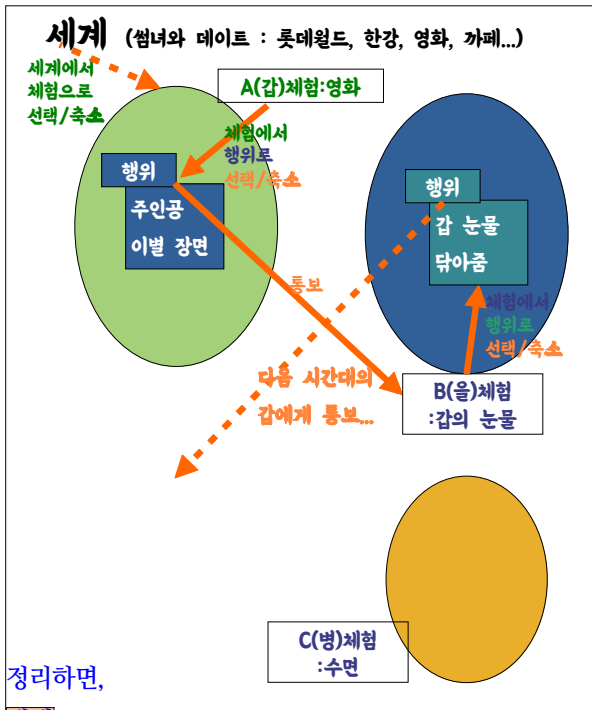 세계 (썸녀와 데이트 : 롯데월드, 한강, 영화, 까페...)
세계에서
체험으로
선택/축소
A(갑)체험:영화
체험에서
행위로
선택/축소
행위
주인공
이별 장면
행위
갑 눈물
닦아줌
통보
체험에서
행위로
선택/축소
다음 시간대의
갑에게 통보...
B(을)체험
:갑의 눈물
C(병)체험
:수면
정리하면,